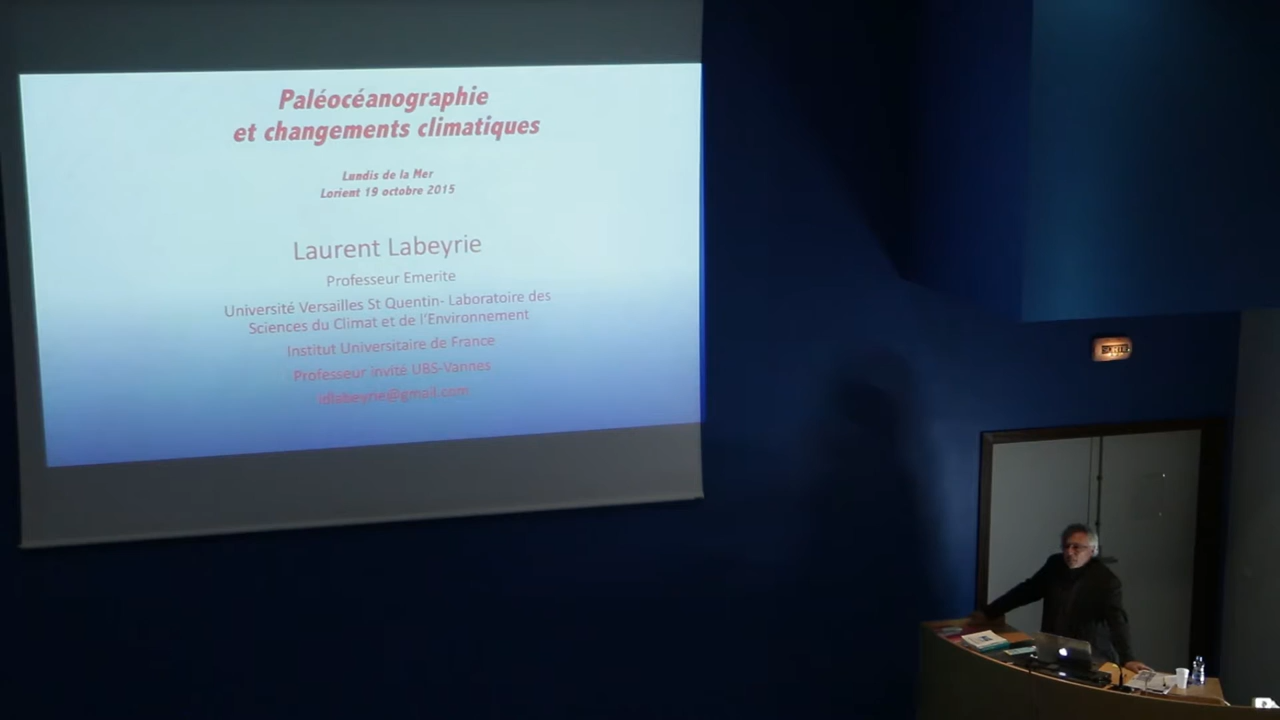 Paléocéanographie
et changements climatiques
Lundis de la Mer
Lorient 19 octobre 2015
Laurent Labeyrie
Professeur Emerite
Université Versailles St Quentin- Laboratoire des
Sciences du Climat et de l'Environnement
Institut Universitaire de France
Professeur invité UBS-Vannes